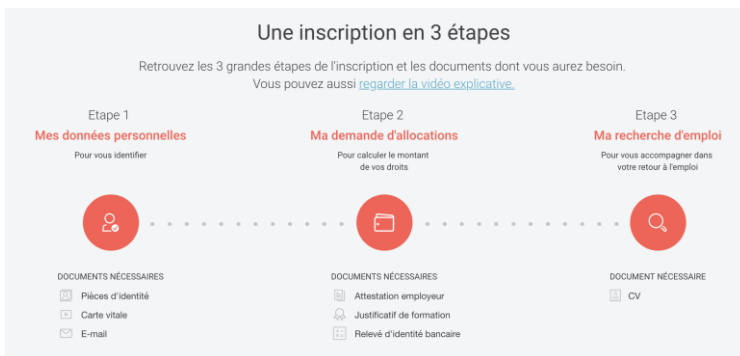 Une inscription en 3 étapes
Retrouvez les 3 grandes étapes de l'inscription et les documents dont vous aurez besoin.
Vous pouvez aussi regarder la vidéo explicative.
Etape 1
Mes données personnelles
Pour vous identifier
DOCUMENTS NÉCESSAIRES
Pièces d'identité
Carte vitale
E-mail
Etape 2
Ma demande d'allocations
Pour calculer le montant
de vos droits
DOCUMENTS NÉCESSAIRES
Attestation employeur
Justificatif de formation
Relevé d'identité bancaire
Etape 3
Ma recherche d'emploi
Pour vous accompagner dans
votre retour à l'emploi
DOCUMENT NÉCESSAIRE
CV